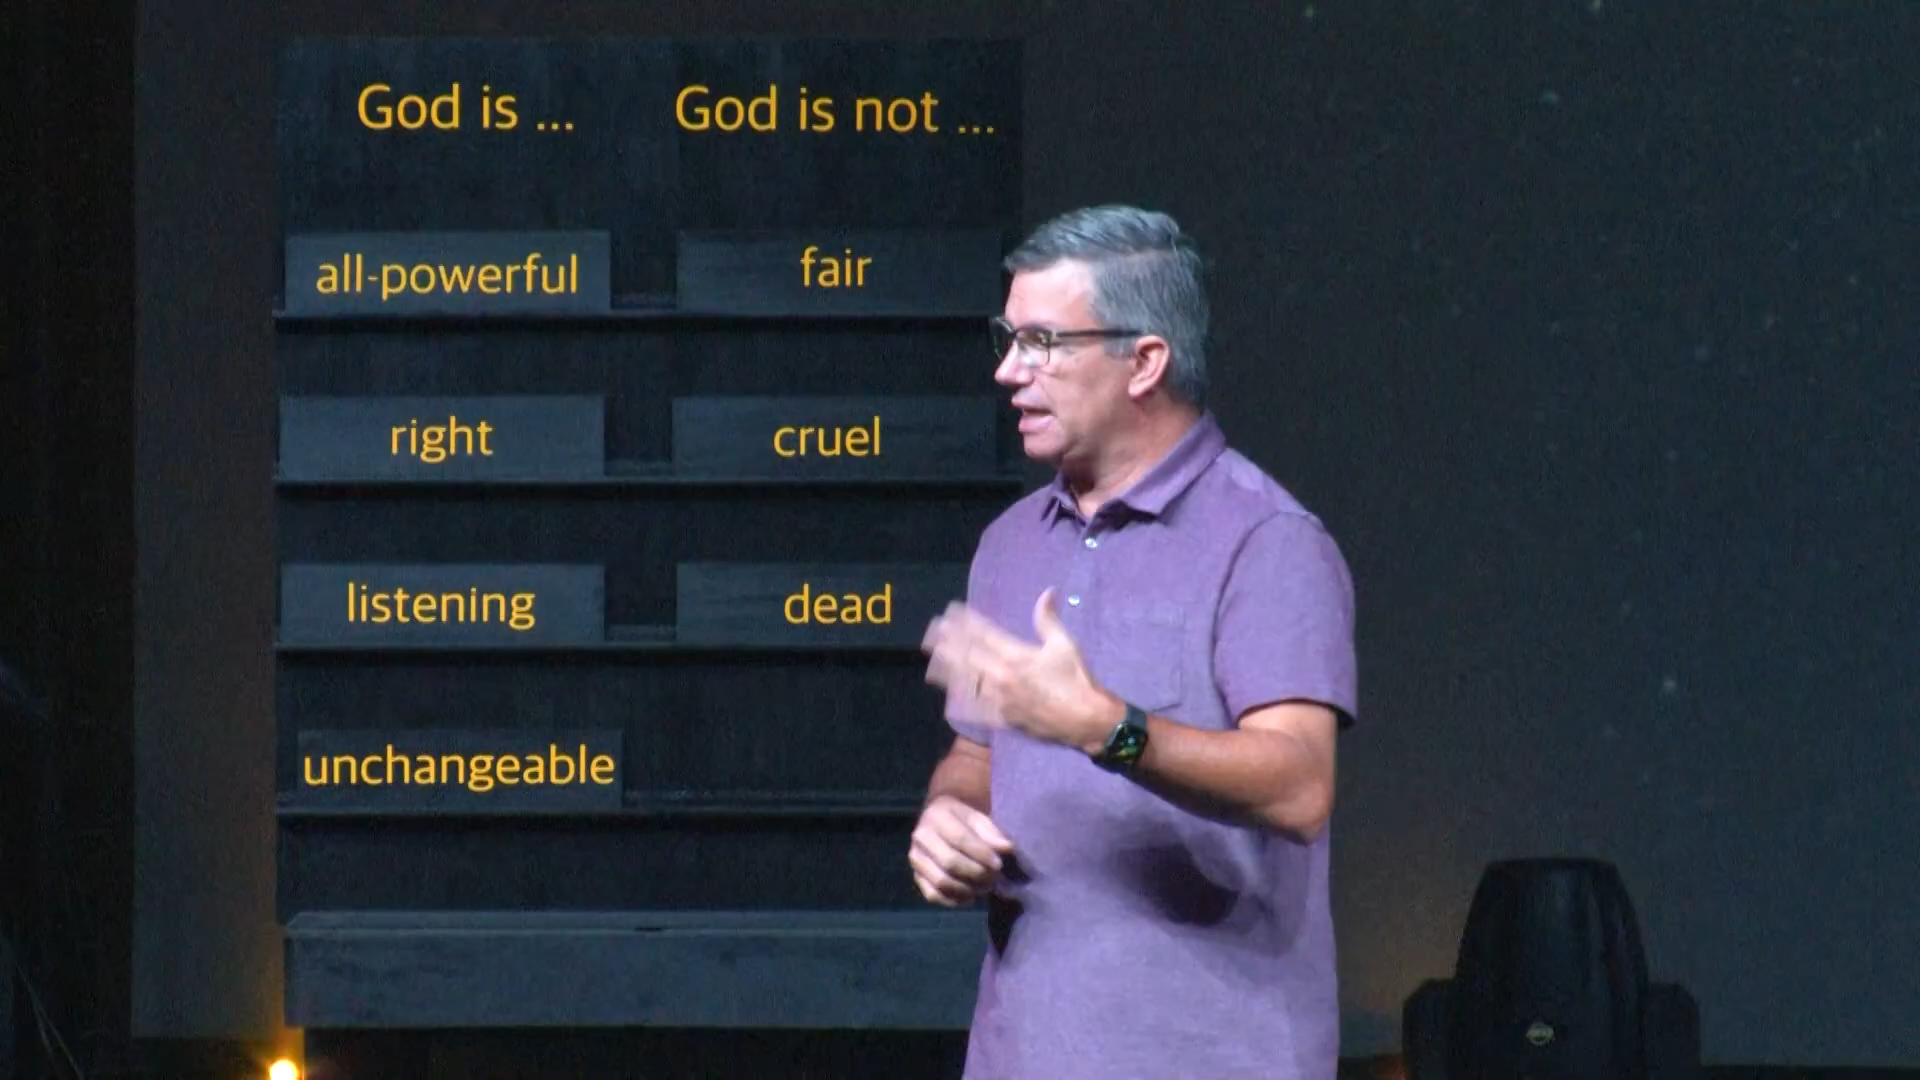 God is ... God is not ...
all-powerful fair
right cruel
listening dead
unchangeable